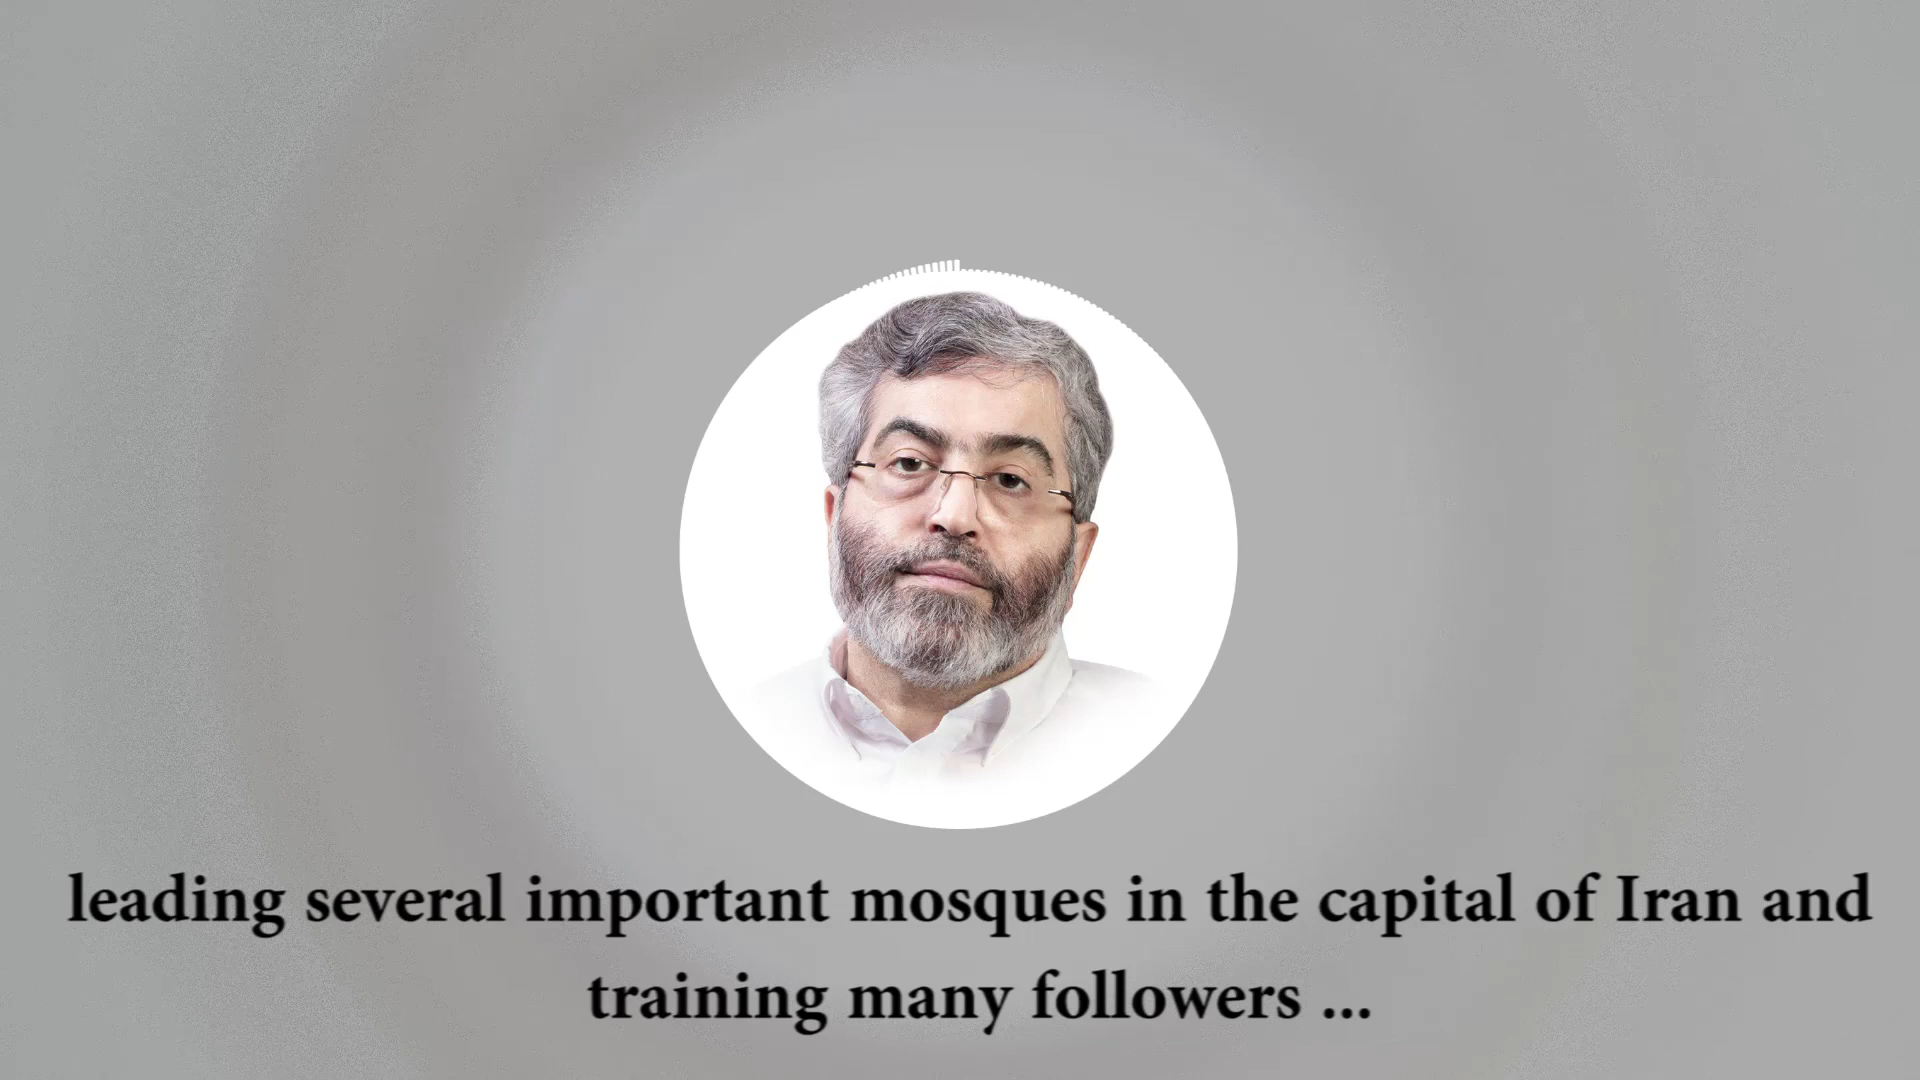 leading several important mosques in the capital of Iran and
training many followers ...